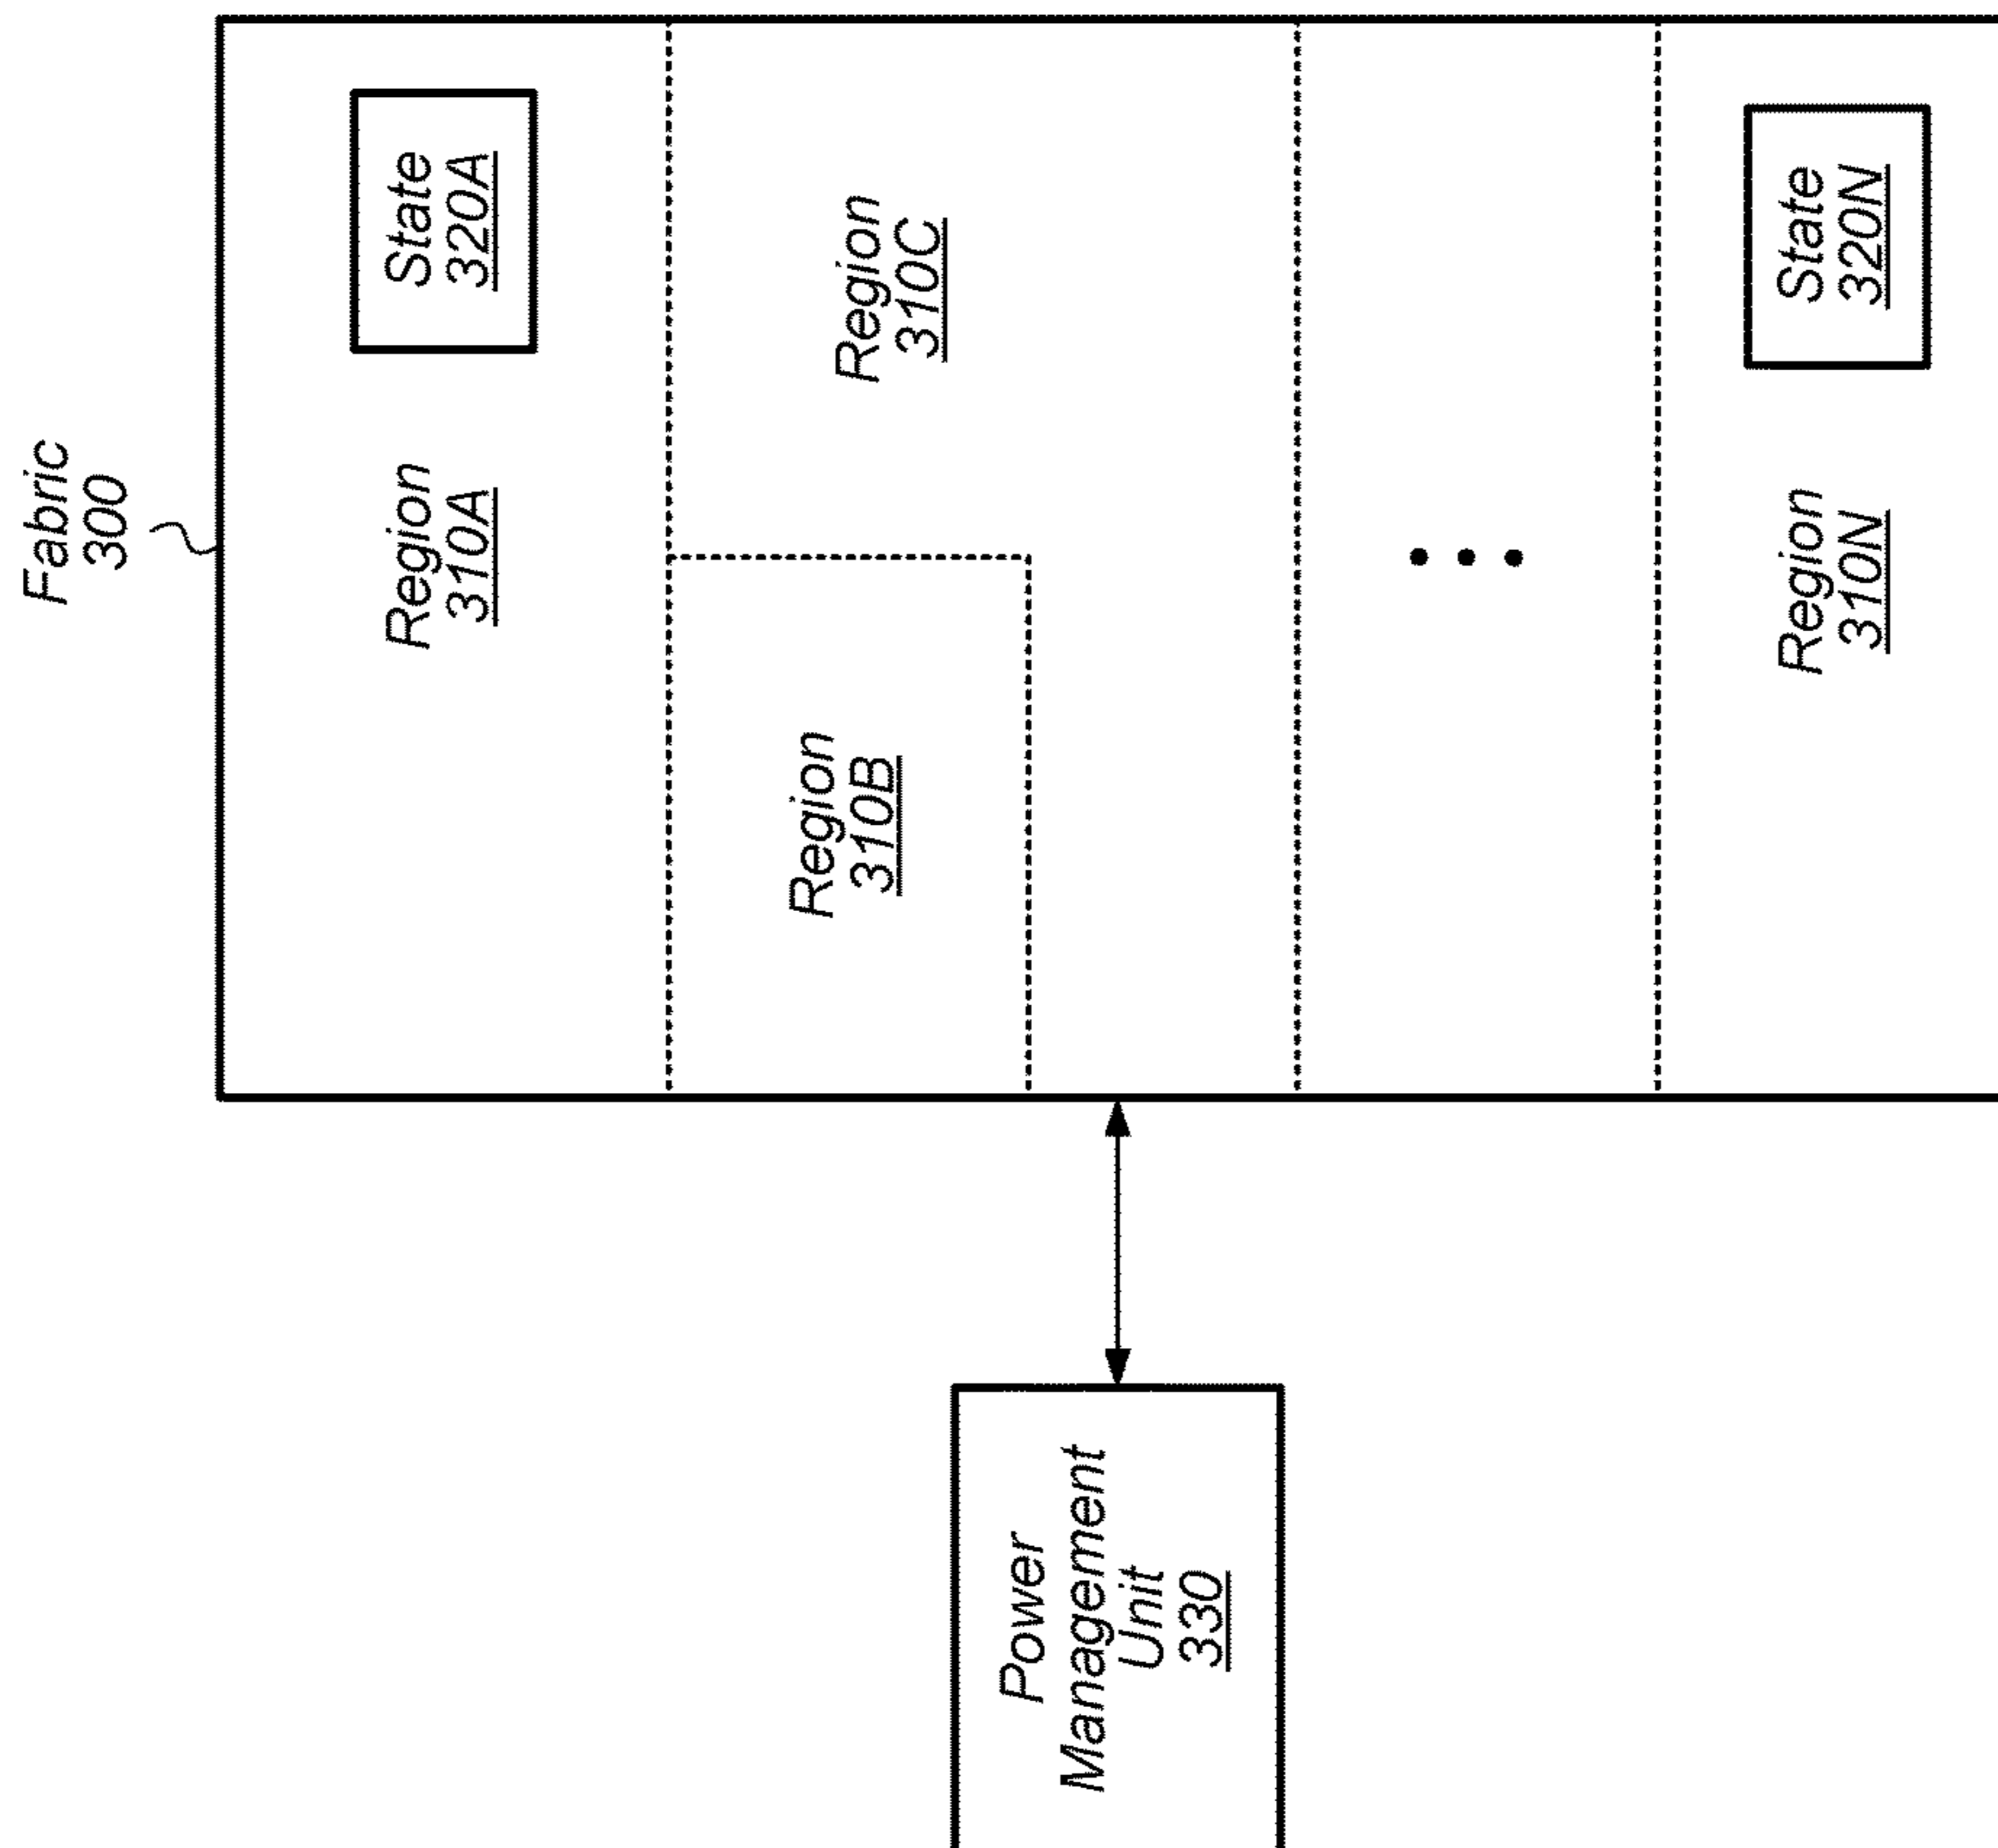 Fabric
300
Region
310A
State
320A
Region
310B
Region
310C
Region
310N
State
320N
Power
Management
Unit
330